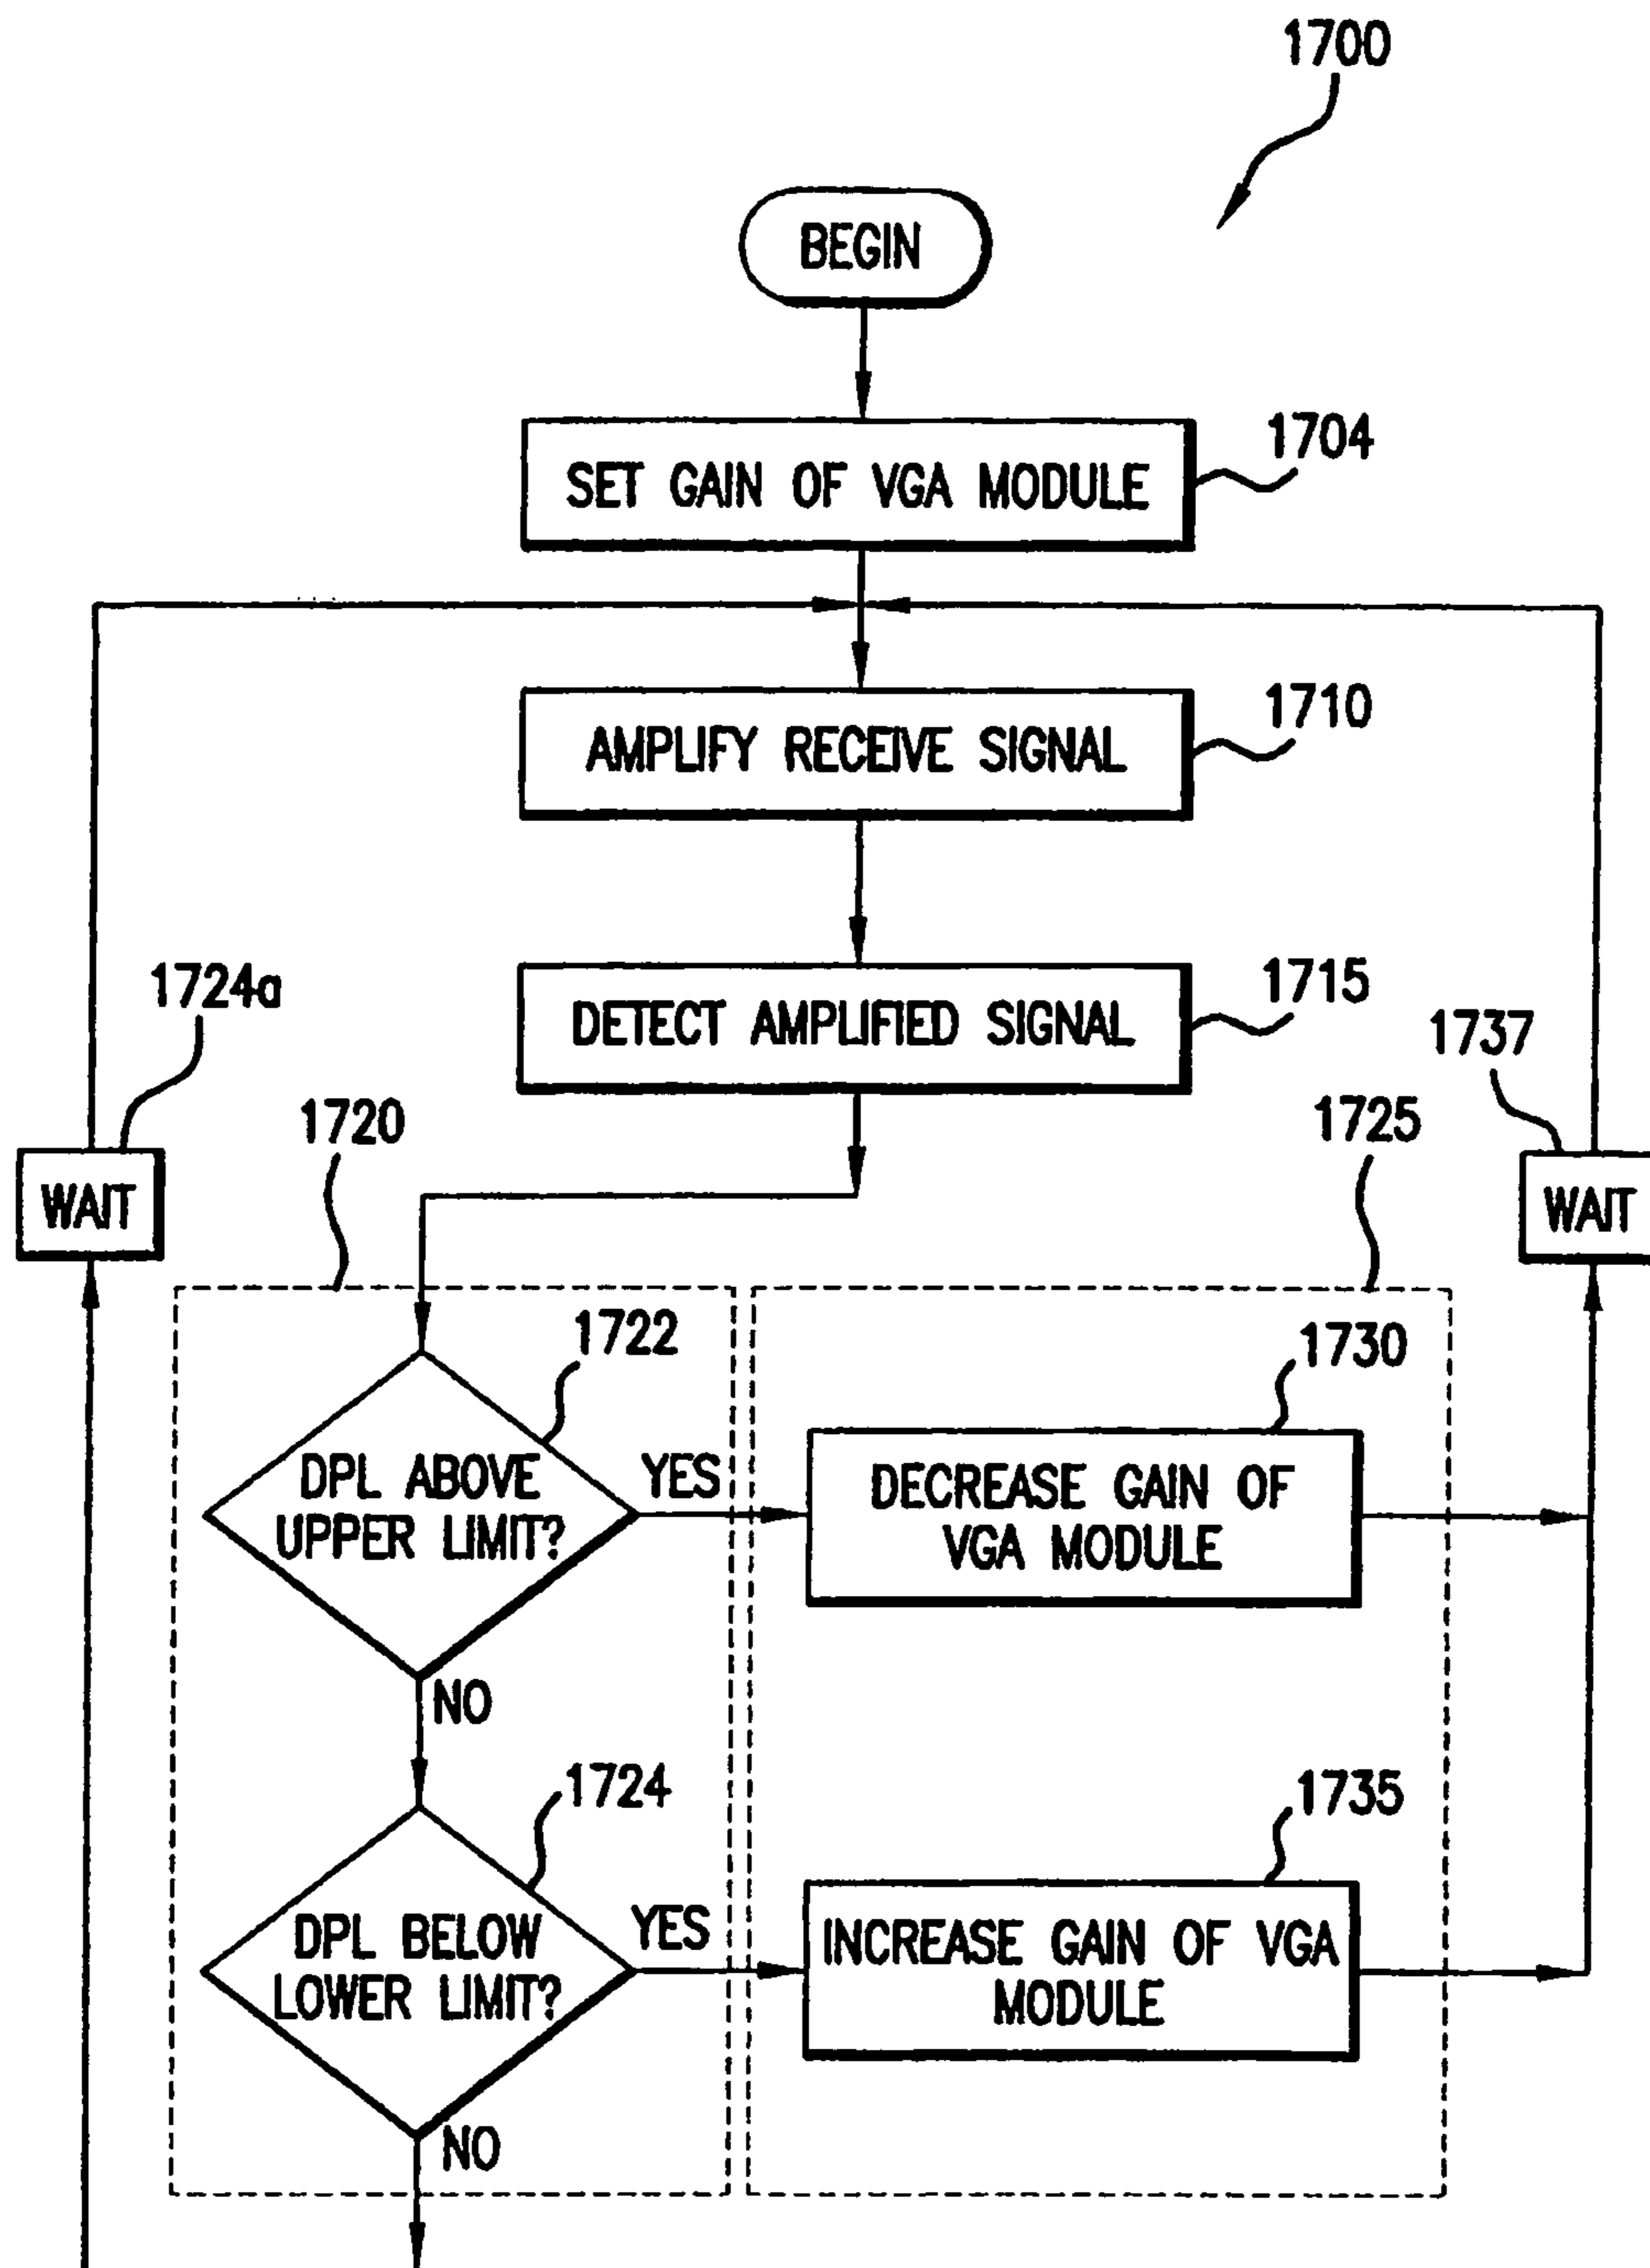 1700
BEGIN
SET GAIN OF VGA MODULE
1704
AMPLIFY RECEIVE SIGNAL
1710
DETECT AMPLIFIED SIGNAL
1715
1724a
WAIT
1737
WAIT
1720
1725
1722
DPL ABOVE
UPPER LIMIT?
YES
1730
DECREASE GAIN OF
VGA MODULE
NO
1724
DPL BELOW
LOWER LIMIT?
YES
1735
INCREASE GAIN OF VGA
MODULE
NO